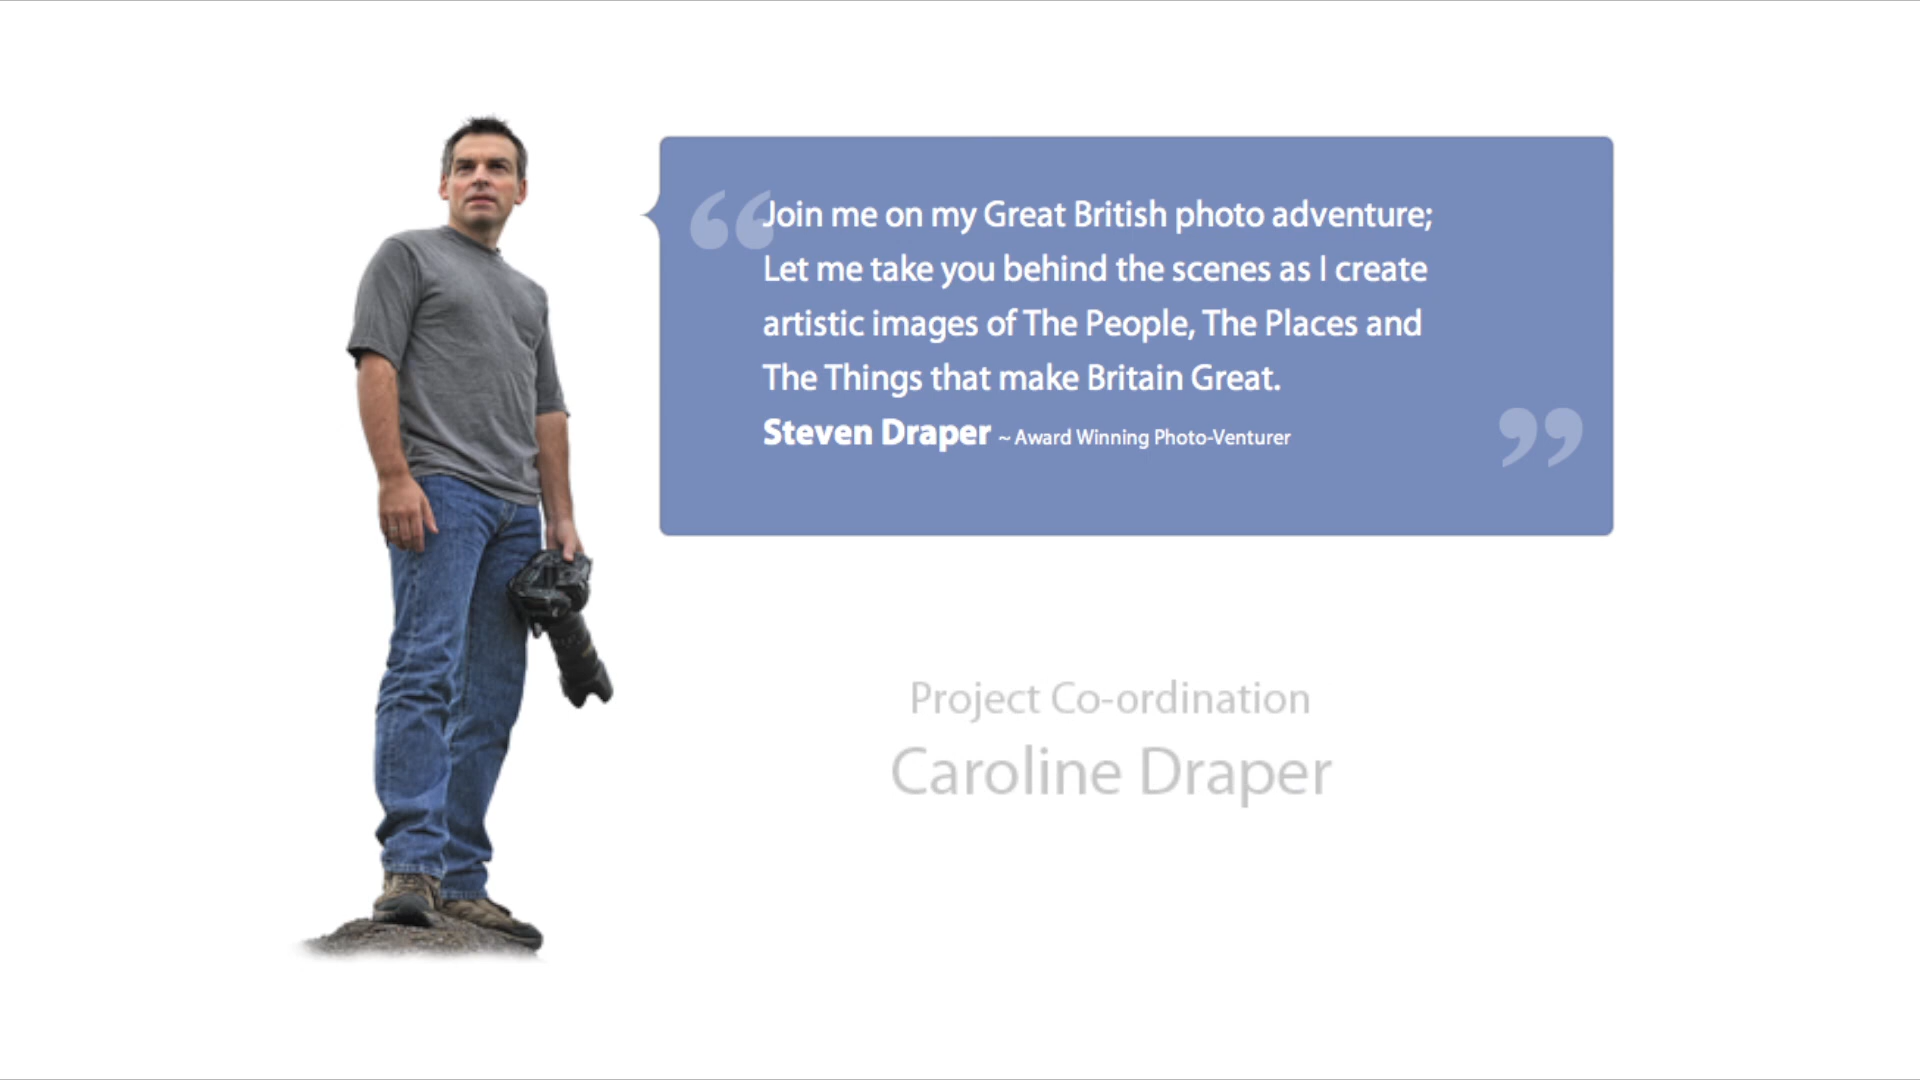 Join me on my Great British photo adventure;
Let me take you behind the scenes as I create
artistic images of The People, The Places and
The Things that make Britain Great.
Steven Draper ~ Award Winning Photo-Venturer
Project Co-ordination
Caroline Draper